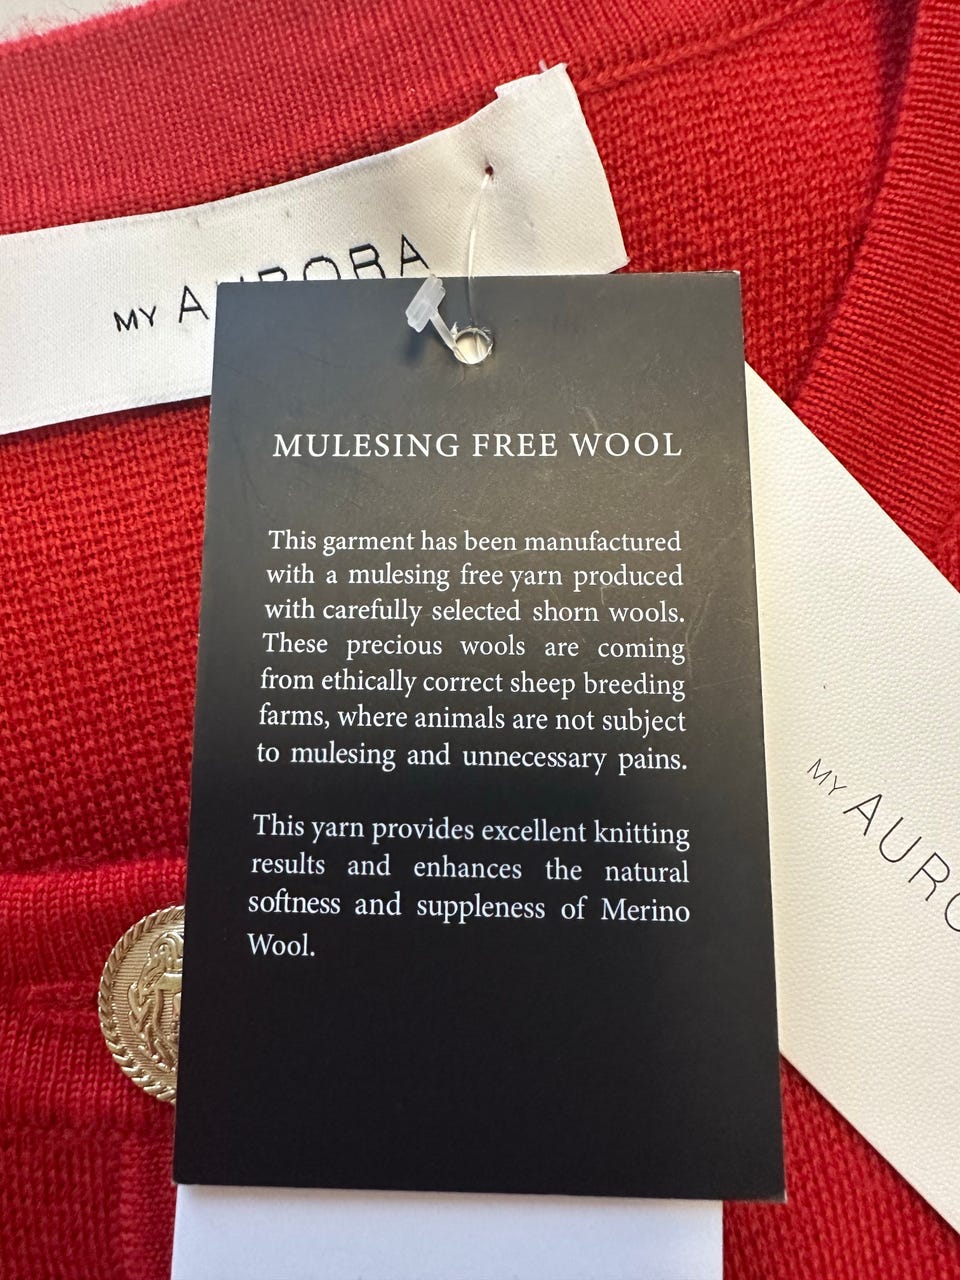 MY AURORA
MULESING FREE WOOL
This garment has been manufactured
with a mulesing free yarn produced
with carefully selected shorn wools.
These precious wools are coming
from ethically correct sheep breeding
farms, where animals are not subject
to mulesing and unnecessary pains.
This yarn provides excellent knitting
results and enhances the natural
softness and suppleness of Merino
Wool.
MY AURO